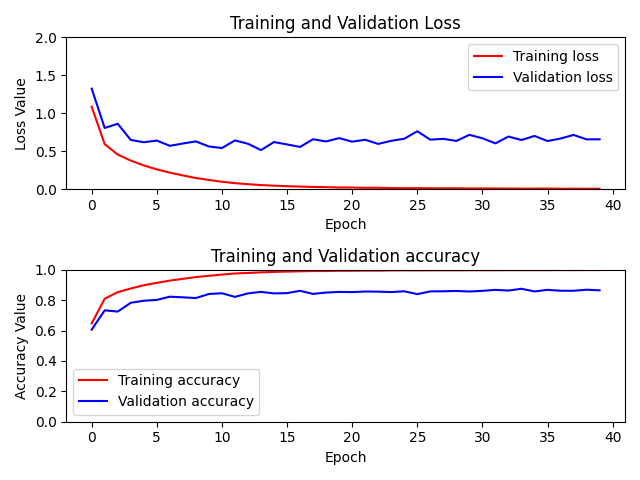 Training and Validation Loss
2.0
1.5
1.0
0.5
0.0
Loss Value
Training loss
Validation loss
0 5 10 15 20 25 30 35 40
Epoch
Training and Validation accuracy
1.0
0.8
0.6
0.4
0.2
0.0
Accuracy Value
Training accuracy
Validation accuracy
0 5 10 15 20 25 30 35 40
Epoch